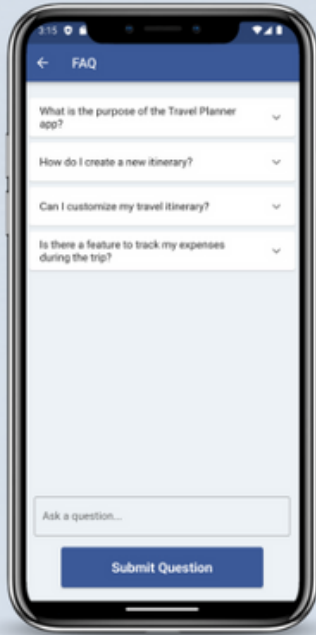 3:15
FAQ
What is the purpose of the Travel Planner
app?
How do I create a new itinerary?
Can I customize my travel itinerary?
Is there a feature to track my expenses
during the trip?
Ask a question...
Submit Question